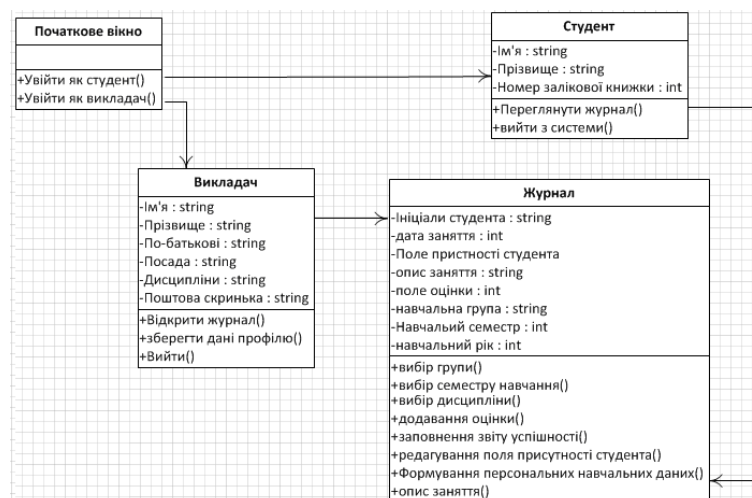 Початкове вікно
+Увійти як студент()
+Увійти як викладач()
Студент
-Ім'я : string
-Прізвище : string
-Номер залікової книжки : int
+Переглянути журнал()
+вийти з системи()
Викладач
-Ім'я : string
-Прізвище : string
-По-батькові : string
-Посада : string
-Дисципліни : string
-Поштова скринька : string
+Відкрити журнал()
+зберегти дані профілю()
+Вийти()
Журнал
-Ініціали студента : string
-дата заняття : int
-Поле пристності студента
-опис заняття : string
-поле оцінки : int
-навчальна група : string
-Навчальий семестр : int
-навчальний рік : int
+вибір групи()
+вибір семестру навчання()
+вибір дисципліни()
+додавання оцінки()
+заповнення звіту успішності()
+редагування поля присутності студента()
+Формування персональних навчальних даних()
+опис заняття()